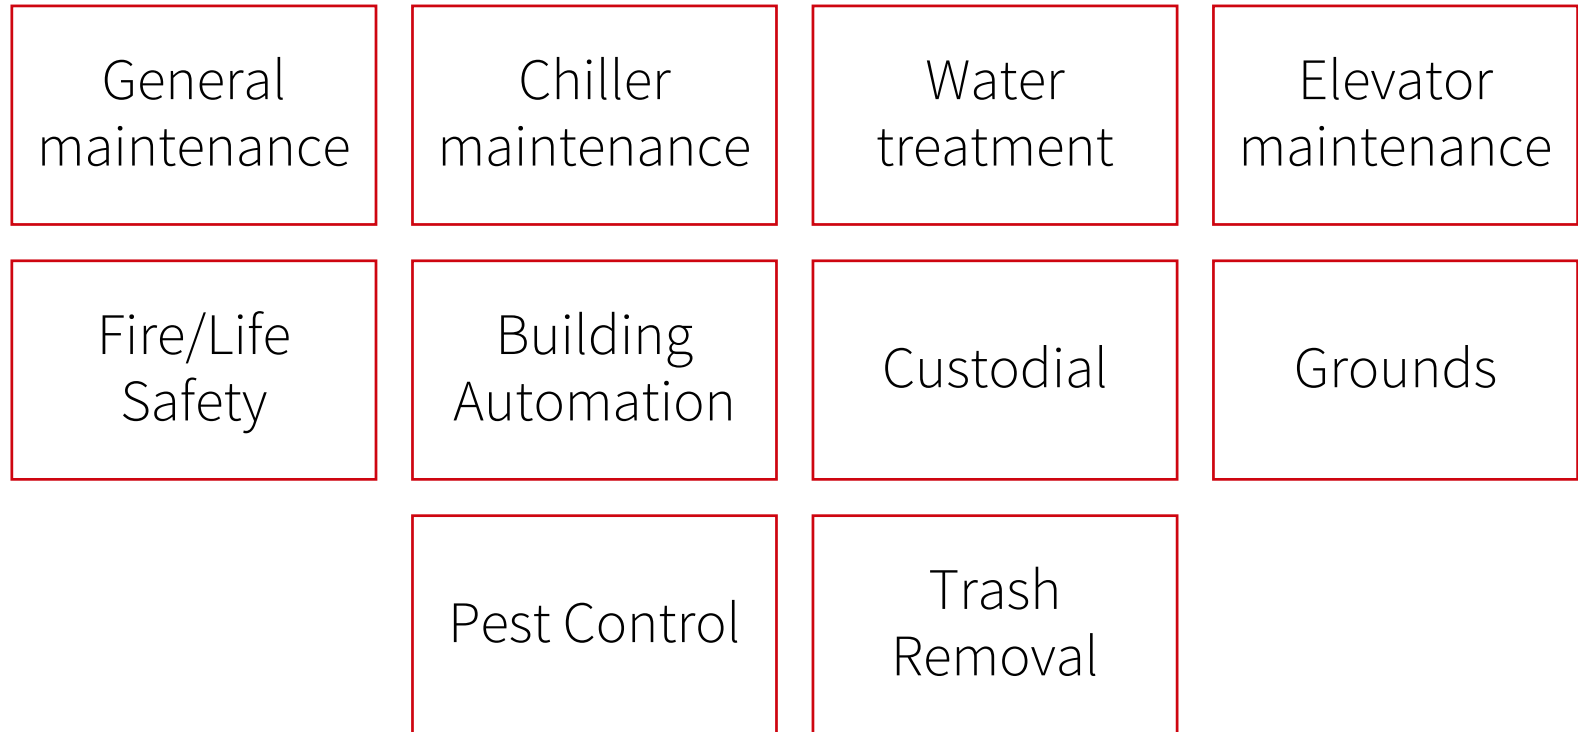 General
maintenance
Chiller
maintenance
Water
treatment
Elevator
maintenance
Fire/Life
Safety
Building
Automation
Custodial
Grounds
Pest Control
Trash
Removal